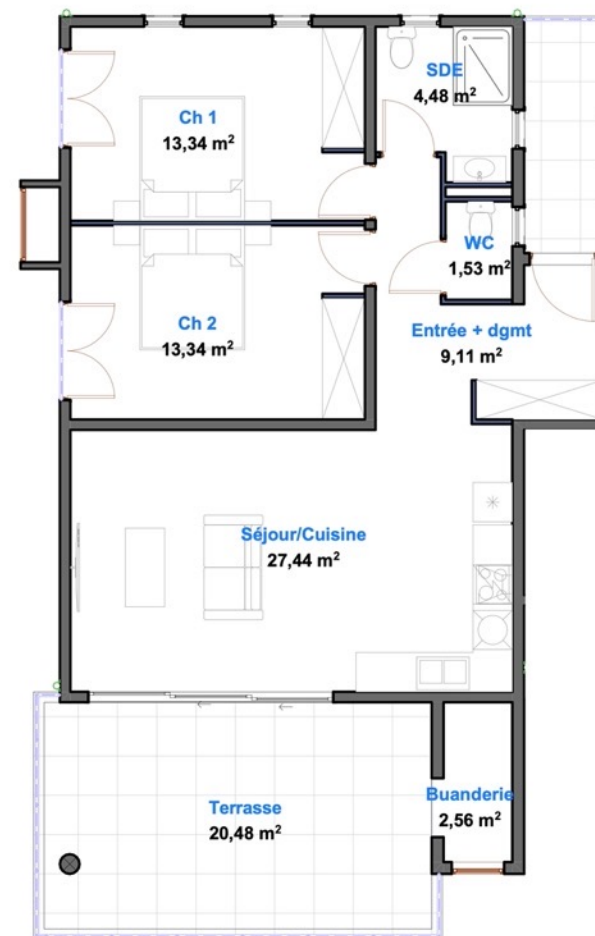 SDE
4,48 m²
Ch 1
13,34 m²
WC
1,53 m²
Ch 2
13,34 m²
Entrée + dgmt
9,11 m²
Séjour/Cuisine
27,44 m²
Terrasse
20,48 m²
Buanderie
2,56 m²